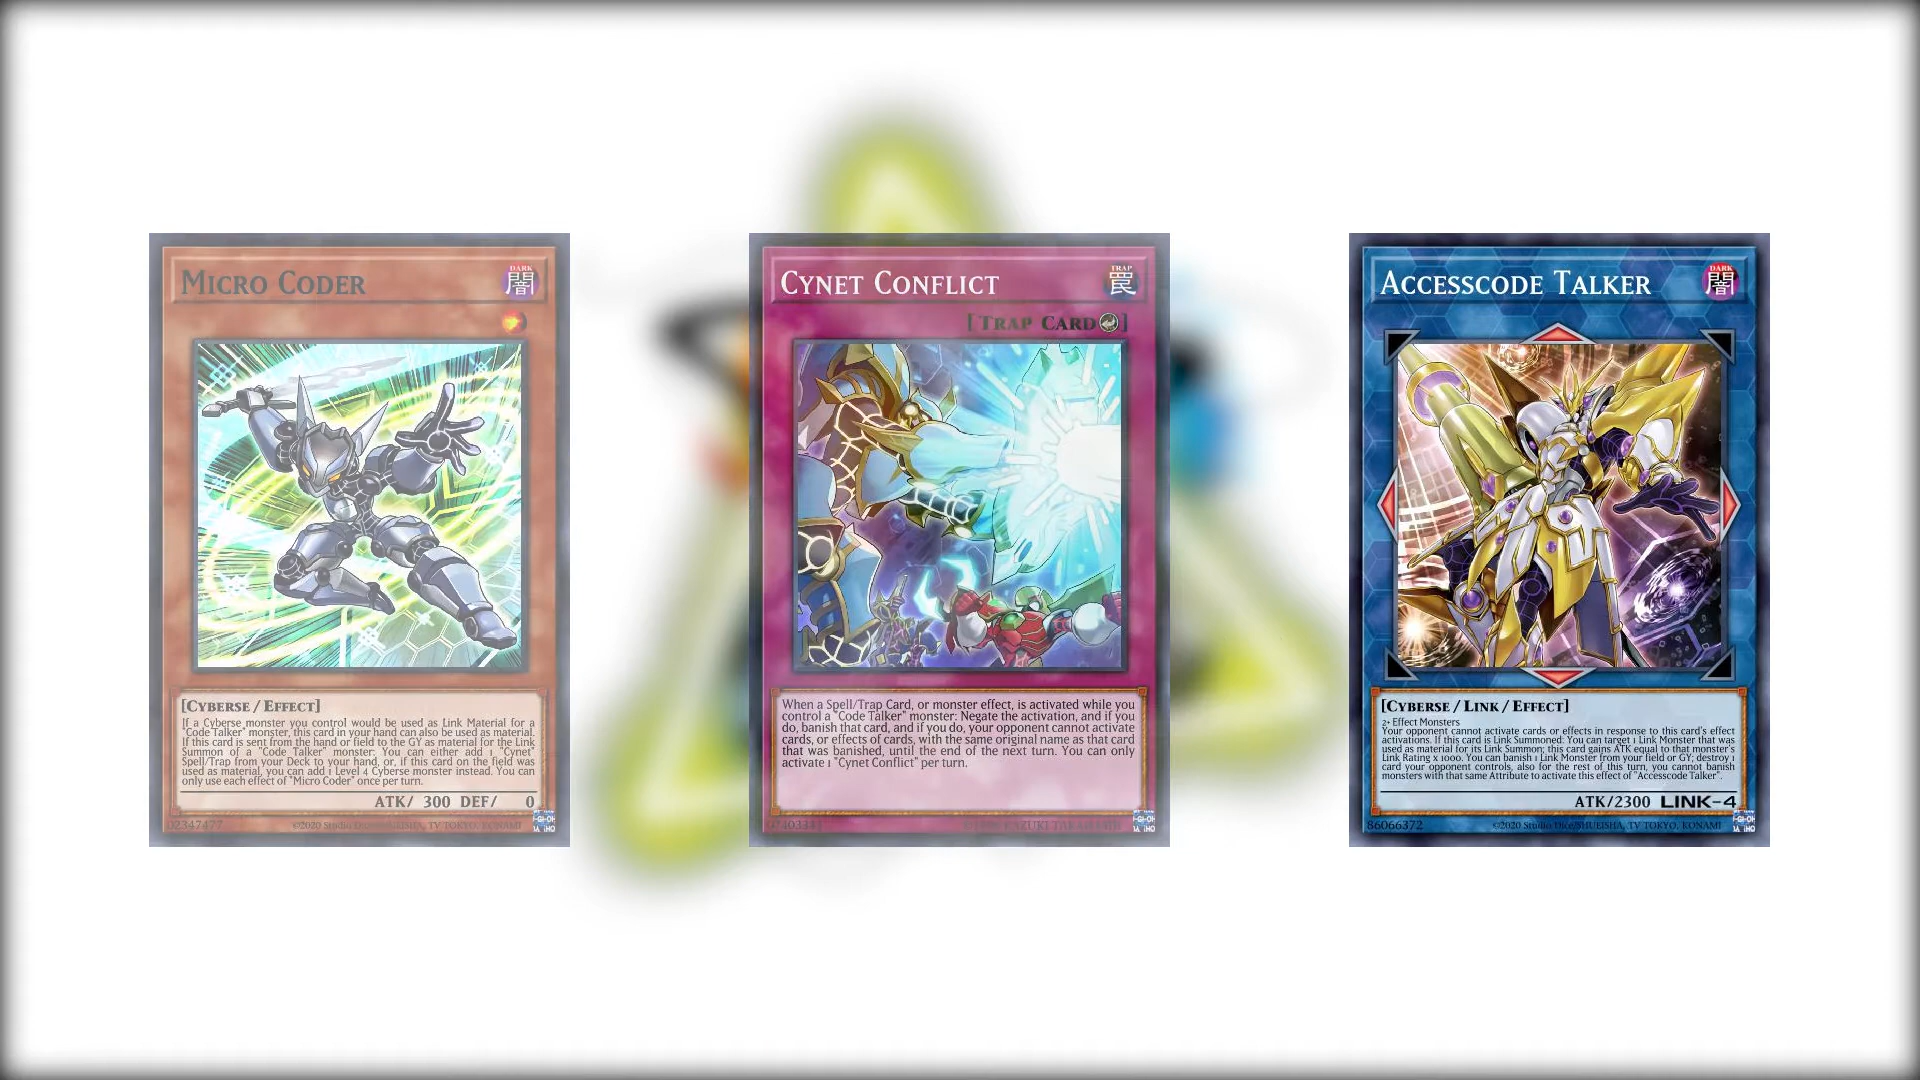 MICRO CODER
DARK
闇
[CYBERSE / EFFECT]
If a Cyberse monster you control would be used as Link Material for a
"Code Talker" monster, this card in your hand can also be used as material.
If this card is sent from the hand or field to the GY as material for the Link
Summon of a "Code Talker" monster: You can either add 1 "Cynet"
Spell/Trap from your Deck to your hand, or, if this card on the field was
used as material, you can add 1 Level 4 Cyberse monster instead. You can
only use each effect of "Micro Coder" once per turn.
ATK/ 300 DEF/ 0
02347477
©2020 Studio Dice/SHUEISHA, TV TOKYO, KONAMI
CYNET CONFLICT
TRAP
罠
[TRAP CARD]
When a Spell/Trap Card, or monster effect, is activated while you
control a "Code Talker" monster: Negate the activation, and if you
do, banish that card, and if you do, your opponent cannot activate
cards, or effects of cards, with the same original name as that card
that was banished, until the end of the next turn. You can only
activate 1 "Cynet Conflict" per turn.
ACCESSCODE TALKER
DARK
闇
[CYBERSE / LINK / EFFECT]
2+ Effect Monsters
Your opponent cannot activate cards or effects in response to this card's effect
activations. If this card is Link Summoned: You can target 1 Link Monster that was
used as material for its Link Summon; this card gains ATK equal to that monster's
Link Rating x 1000. You can banish 1 Link Monster from your field or GY; destroy 1
card your opponent controls, also for the rest of this turn, you cannot banish
monsters with that same Attribute to activate this effect of "Accesscode Talker".
ATK/2300 LINK-4
86066372
©2020 Studio Dice/SHUEISHA, TV TOKYO, KONAMI